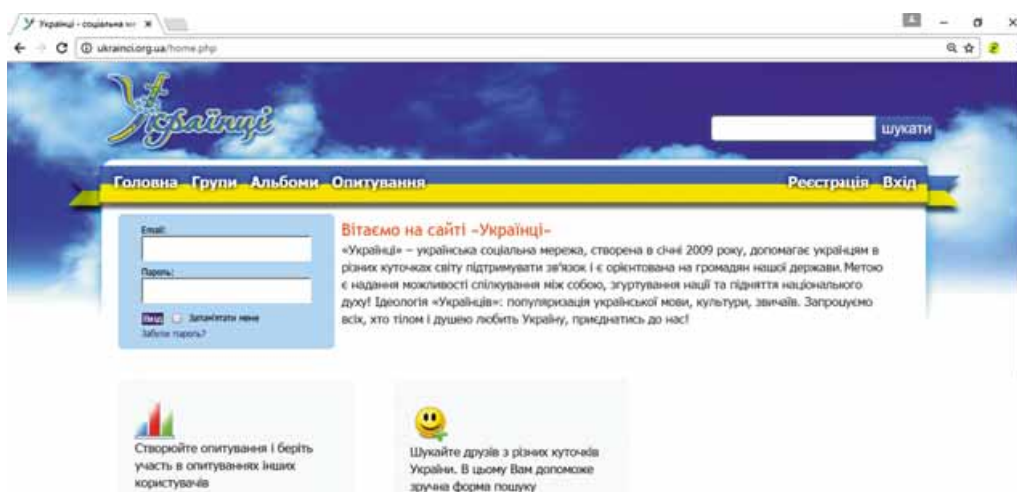 Українці - соціальна ме
ukrainci.org.ua/home.php
Українці
шукати
Головна Групи Альбоми Опитування Реєстрація Вхід
Email:
Пароль:
Вхід Запам'ятати мене
Забули пароль?
Вітаємо на сайті –Українці–
«Українці» – українська соціальна мережа, створена в січні 2009 року, допомагає українцям в
різних куточках світу підтримувати зв'язок і є орієнтована на громадян нашої держави. Метою
є надання можливості спілкування між собою, згуртування нації та підняття національного
духу! Ідеологія «Українців»: популяризація української мови, культури, звичаїв. Запрошуємо
всіх, хто тілом і душею любить Україну, приєднатись до нас!
Створюйте опитування і беріть
участь в опитуваннях інших
користувачів
Шукайте друзів з різних куточків
України. В цьому Вам допоможе
зручна форма пошуку